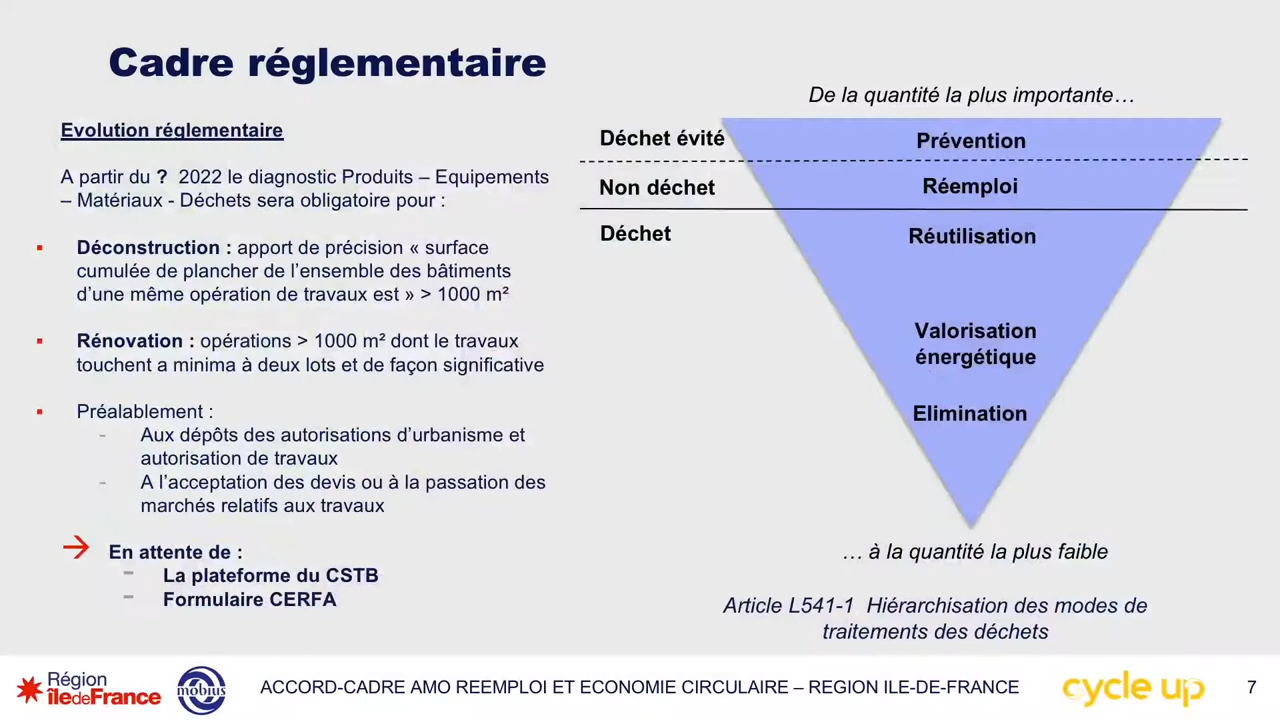 Cadre réglementaire
Evolution réglementaire
A partir du ? 2022 le diagnostic Produits – Equipements
– Matériaux - Déchets sera obligatoire pour :
▪ Déconstruction : apport de précision « surface
cumulée de plancher de l’ensemble des bâtiments
d’une même opération de travaux est » > 1000 m²
▪ Rénovation : opérations > 1000 m² dont le travaux
touchent a minima à deux lots et de façon significative
▪ Préalablement :
- Aux dépôts des autorisations d’urbanisme et
autorisation de travaux
- A l’acceptation des devis ou à la passation des
marchés relatifs aux travaux
→ En attente de :
- La plateforme du CSTB
- Formulaire CERFA
De la quantité la plus importante…
Déchet évité
Prévention
Non déchet
Réemploi
Déchet
Réutilisation
Valorisation
énergétique
Elimination
… à la quantité la plus faible
Article L541-1 Hiérarchisation des modes de
traitements des déchets
Région
îledeFrance
mobius
ACCORD-CADRE AMO REEMPLOI ET ECONOMIE CIRCULAIRE – REGION ILE-DE-FRANCE
cycle up
7